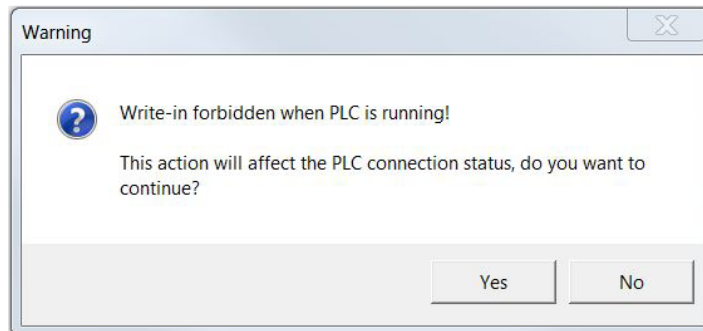 Warning
Write-in forbidden when PLC is running!
This action will affect the PLC connection status, do you want to
continue?
Yes
No